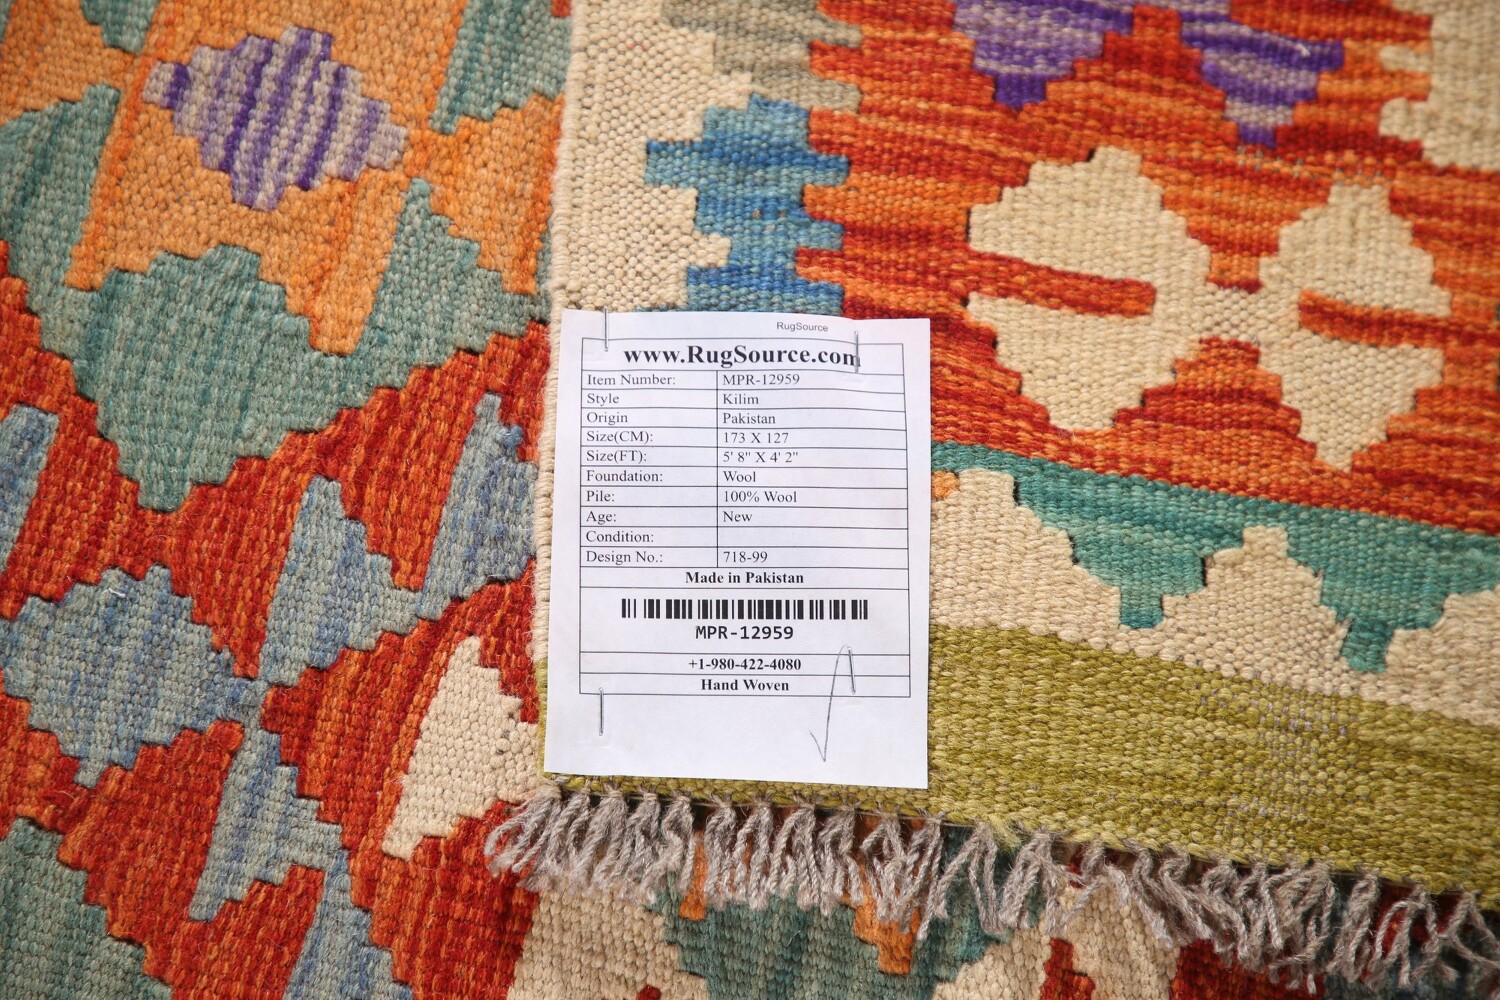 RugSource
www.RugSource.com
Item Number: MPR-12959
Style Kilim
Origin Pakistan
Size(CM): 173 X 127
Size(FT): 5' 8" X 4' 2"
Foundation: Wool
Pile: 100% Wool
Age: New
Condition:
Design No.: 718-99
Made in Pakistan
MPR-12959
+1-980-422-4080
Hand Woven